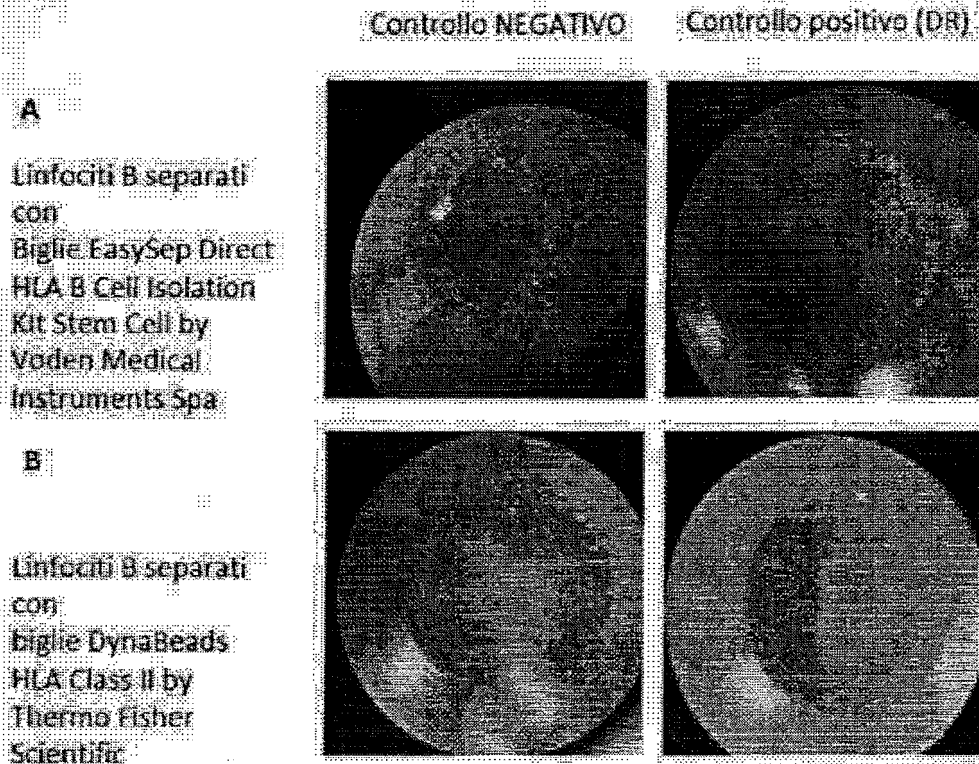 Controllo NEGATIVO
Controllo positivo (DR)
A
Linfociti B separati
con
Biglie EasySep Direct
HLA B Cell Isolation
Kit Stem Cell by
Voden Medical
Instruments Spa
B
Linfociti B separati
con
biglie DynaBeads
HLA Class II by
Thermo Fisher
Scientific